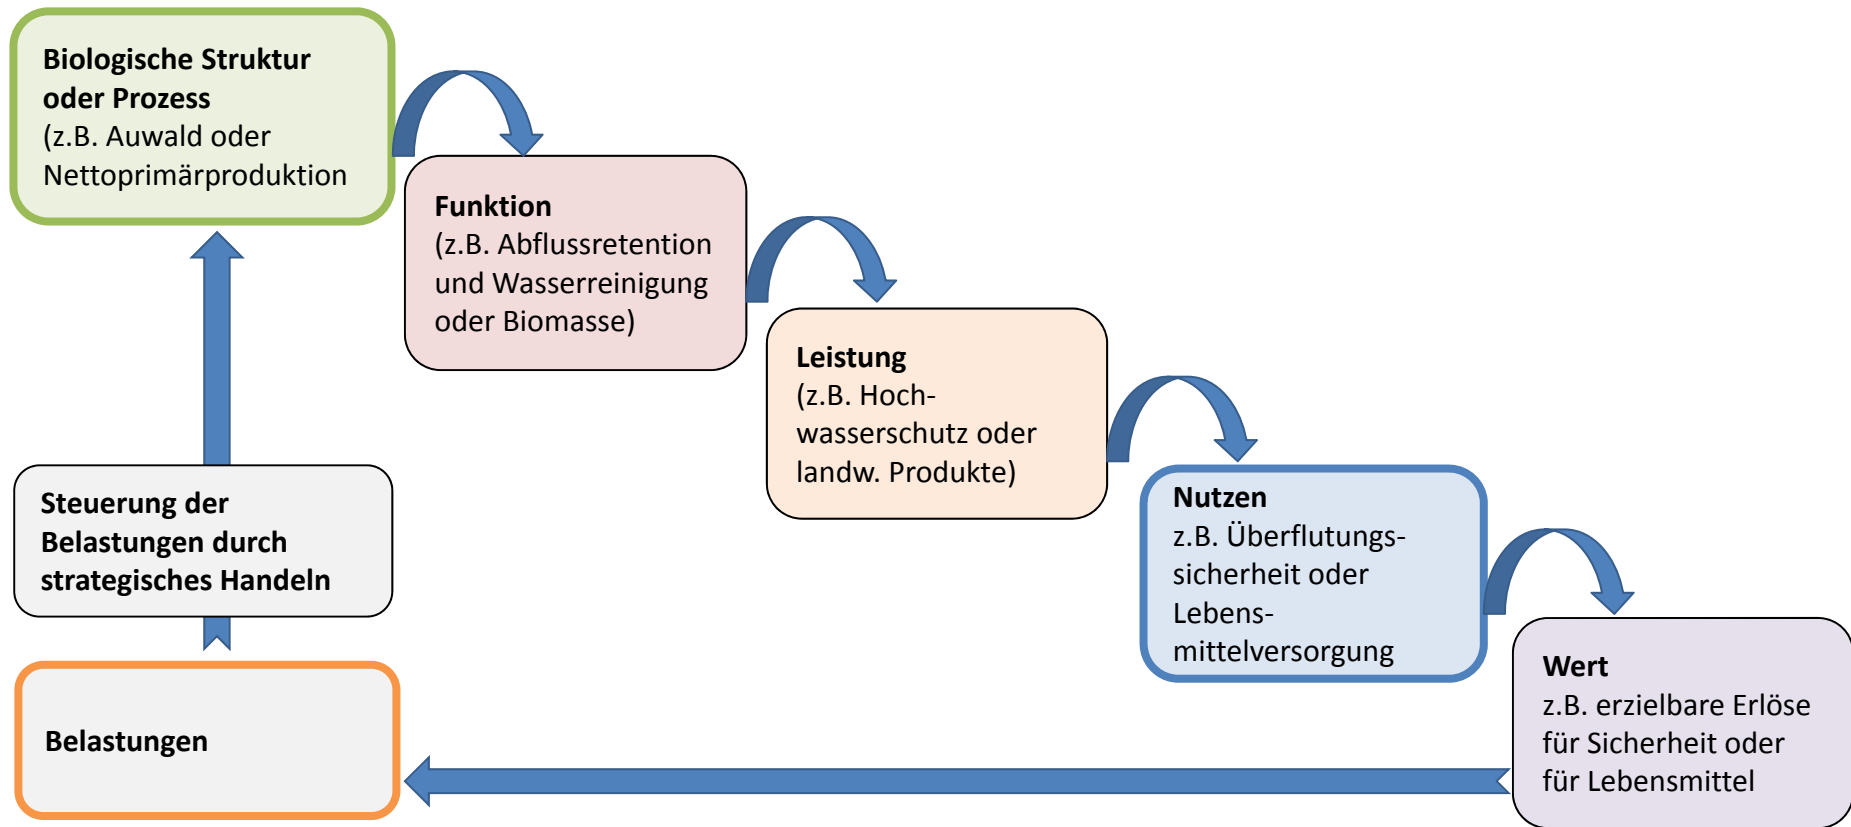 Biologische Struktur
oder Prozess
(z.B. Auwald oder
Nettoprimärproduktion
Funktion
(z.B. Abflussretention
und Wasserreinigung
oder Biomasse)
Leistung
(z.B. Hoch-
wasserschutz oder
landw. Produkte)
Nutzen
z.B. Überflutungs-
sicherheit oder
Lebens-
mittelversorgung
Wert
z.B. erzielbare Erlöse
für Sicherheit oder
für Lebensmittel
Belastungen
Steuerung der
Belastungen durch
strategisches Handeln